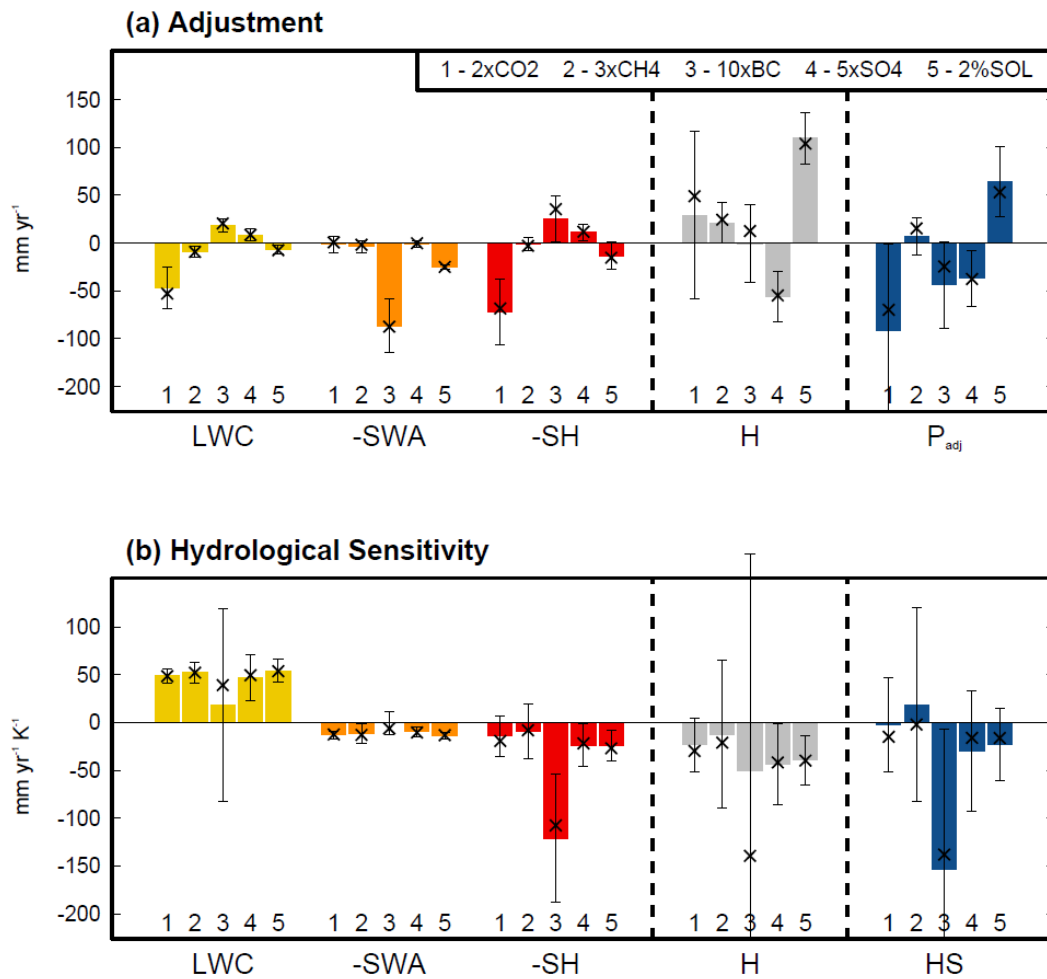 (a) Adjustment
1 - 2xCO2 2 - 3xCH4 3 - 10xBC 4 - 5xSO4 5 - 2%SOL
150
100
50
0
-50
-100
-150
-200
mm yr⁻¹
1 2 3 4 5 1 2 3 4 5 1 2 3 4 5 1 2 3 4 5 1 2 3 4 5
LWC -SWA -SH H P_adj
(b) Hydrological Sensitivity
100
50
0
-50
-100
-150
-200
mm yr⁻¹ K⁻¹
1 2 3 4 5 1 2 3 4 5 1 2 3 4 5 1 2 3 4 5 1 2 3 4 5
LWC -SWA -SH H HS